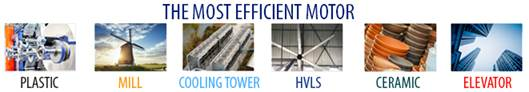 THE MOST EFFICIENT MOTOR
PLASTIC MILL COOLING TOWER HVLS CERAMIC ELEVATOR